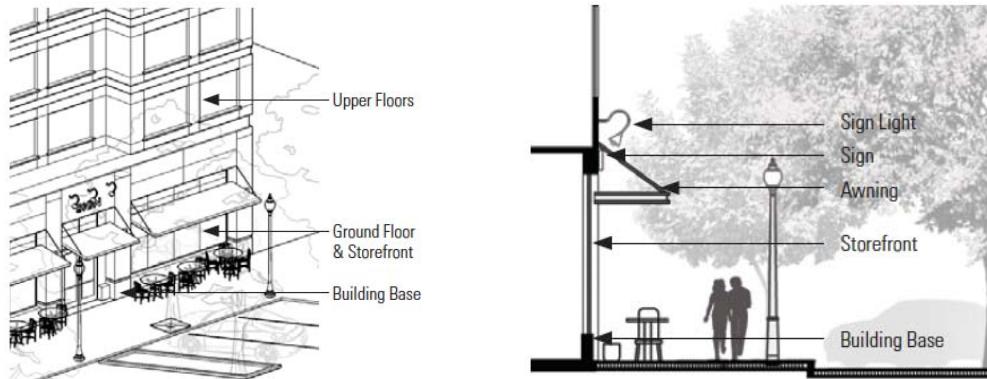 Upper Floors
Ground Floor
& Storefront
Building Base
Sign Light
Sign
Awning
Storefront
Building Base